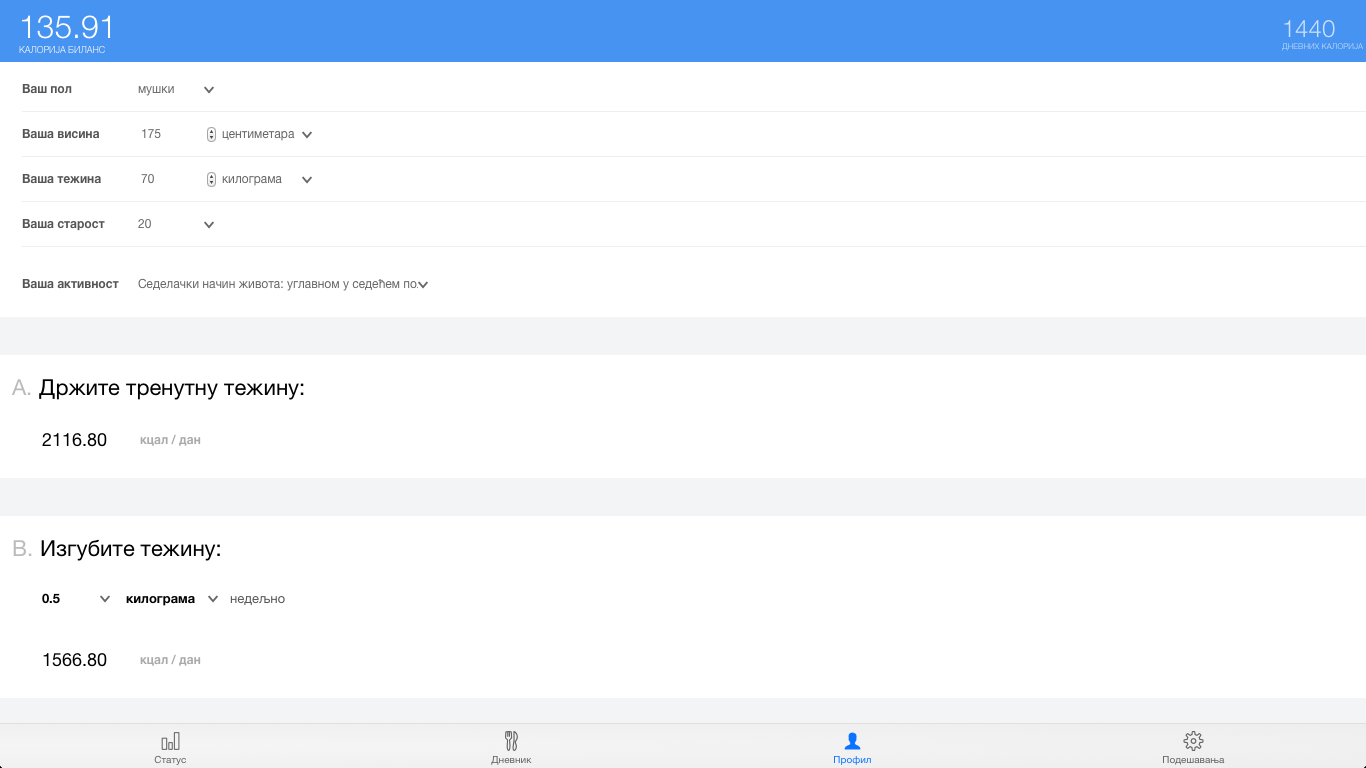 135.91
КАЛОРИЈА БИЛАНС
1440
ДНЕВНИХ КАЛОРИЈА
Ваш пол мушки
Ваша висина 175 центиметара
Ваша тежина 70 килограма
Ваша старост 20
Ваша активност Седелачки начин живота: углавном у седећем по
A. Држите тренутну тежину:
2116.80 кцал / дан
B. Изгубите тежину:
0.5 килограма недељно
1566.80 кцал / дан
Статус
Дневник
Профил
Подешавања